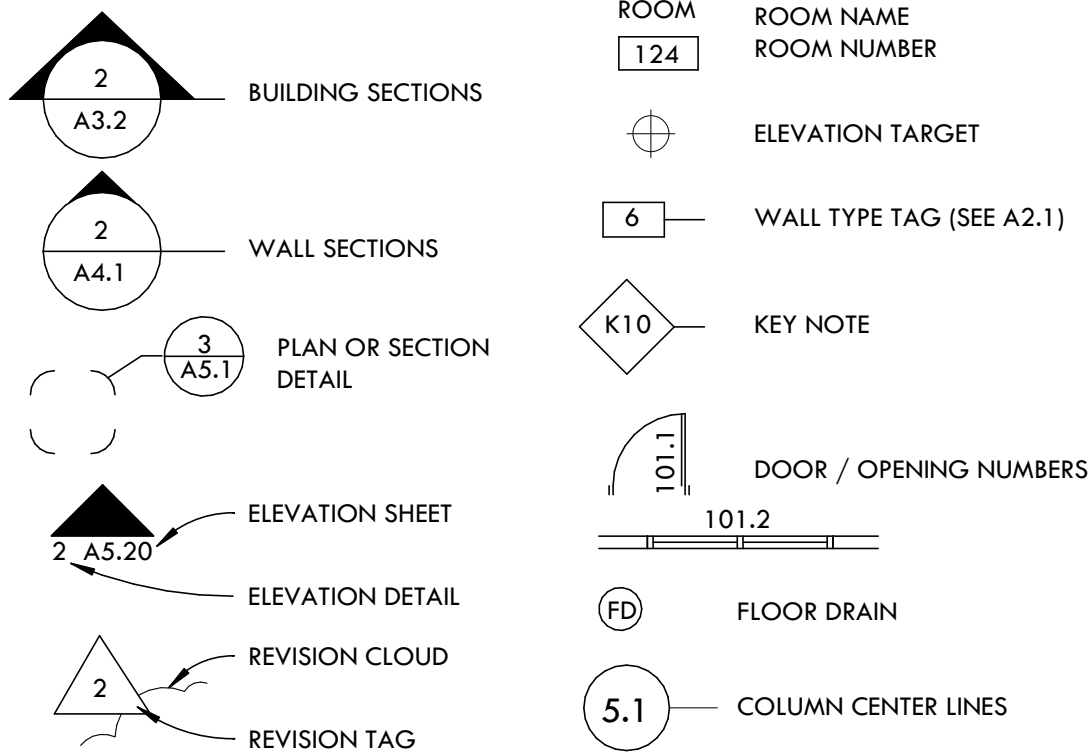 2
A3.2
BUILDING SECTIONS
2
A4.1
WALL SECTIONS
3
A5.1
PLAN OR SECTION
DETAIL
2 A5.20
ELEVATION SHEET
ELEVATION DETAIL
2
REVISION CLOUD
REVISION TAG
ROOM
124
ROOM NAME
ROOM NUMBER
ELEVATION TARGET
6
WALL TYPE TAG (SEE A2.1)
K10
KEY NOTE
101.1
DOOR / OPENING NUMBERS
101.2
FD
FLOOR DRAIN
5.1
COLUMN CENTER LINES